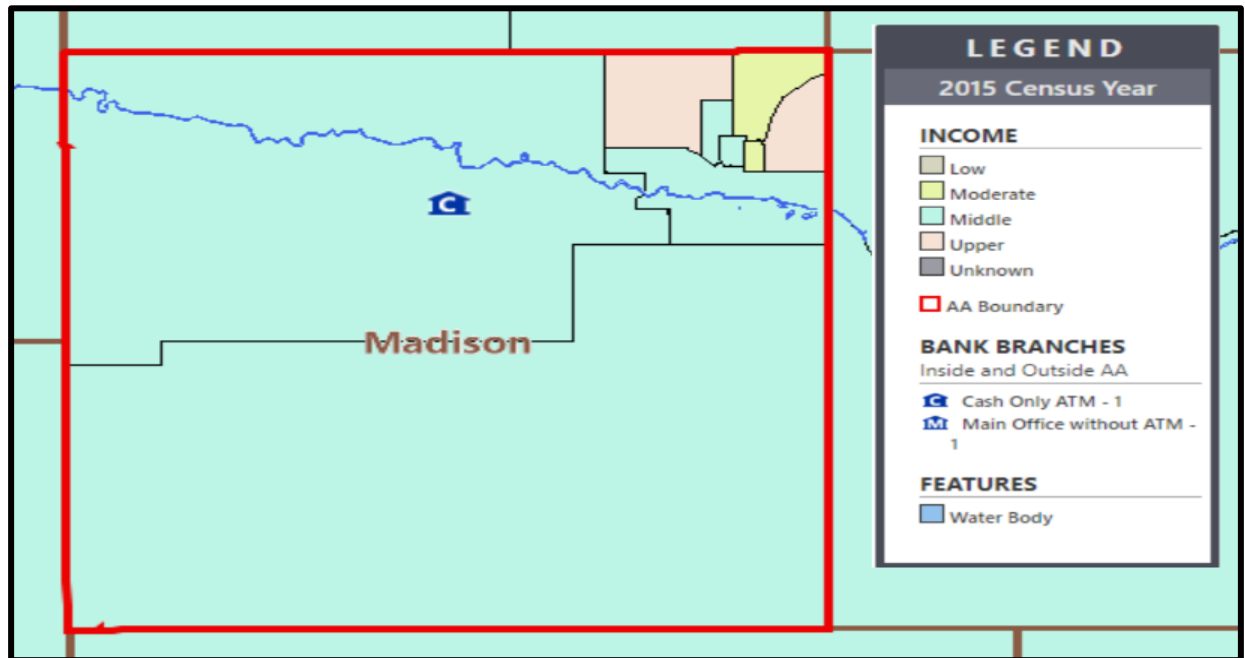 Madison
LEGEND
2015 Census Year
INCOME
Low
Moderate
Middle
Upper
Unknown
AA Boundary
BANK BRANCHES
Inside and Outside AA
C Cash Only ATM - 1
M Main Office without ATM -
1
FEATURES
Water Body
C